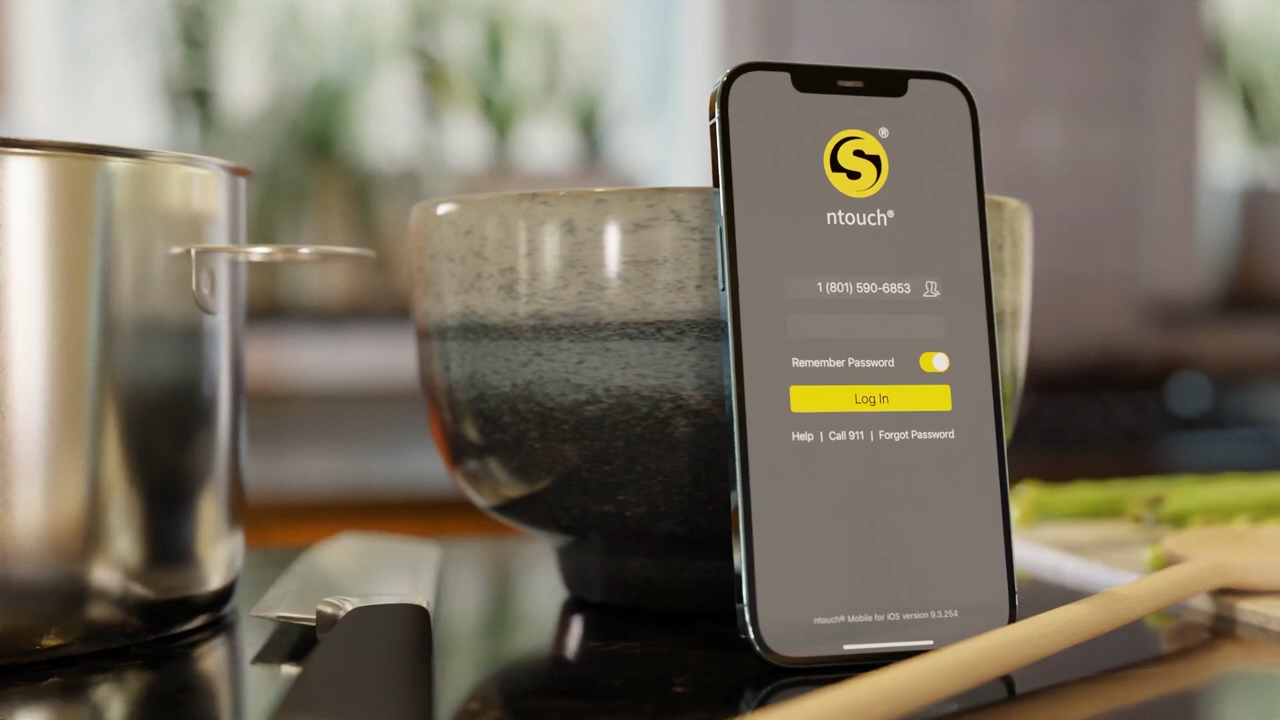 S®
ntouch®
1 (801) 590-6853
Remember Password
Log In
Help | Call 911 | Forgot Password
ntouch® Mobile for iOS version 9.3.254